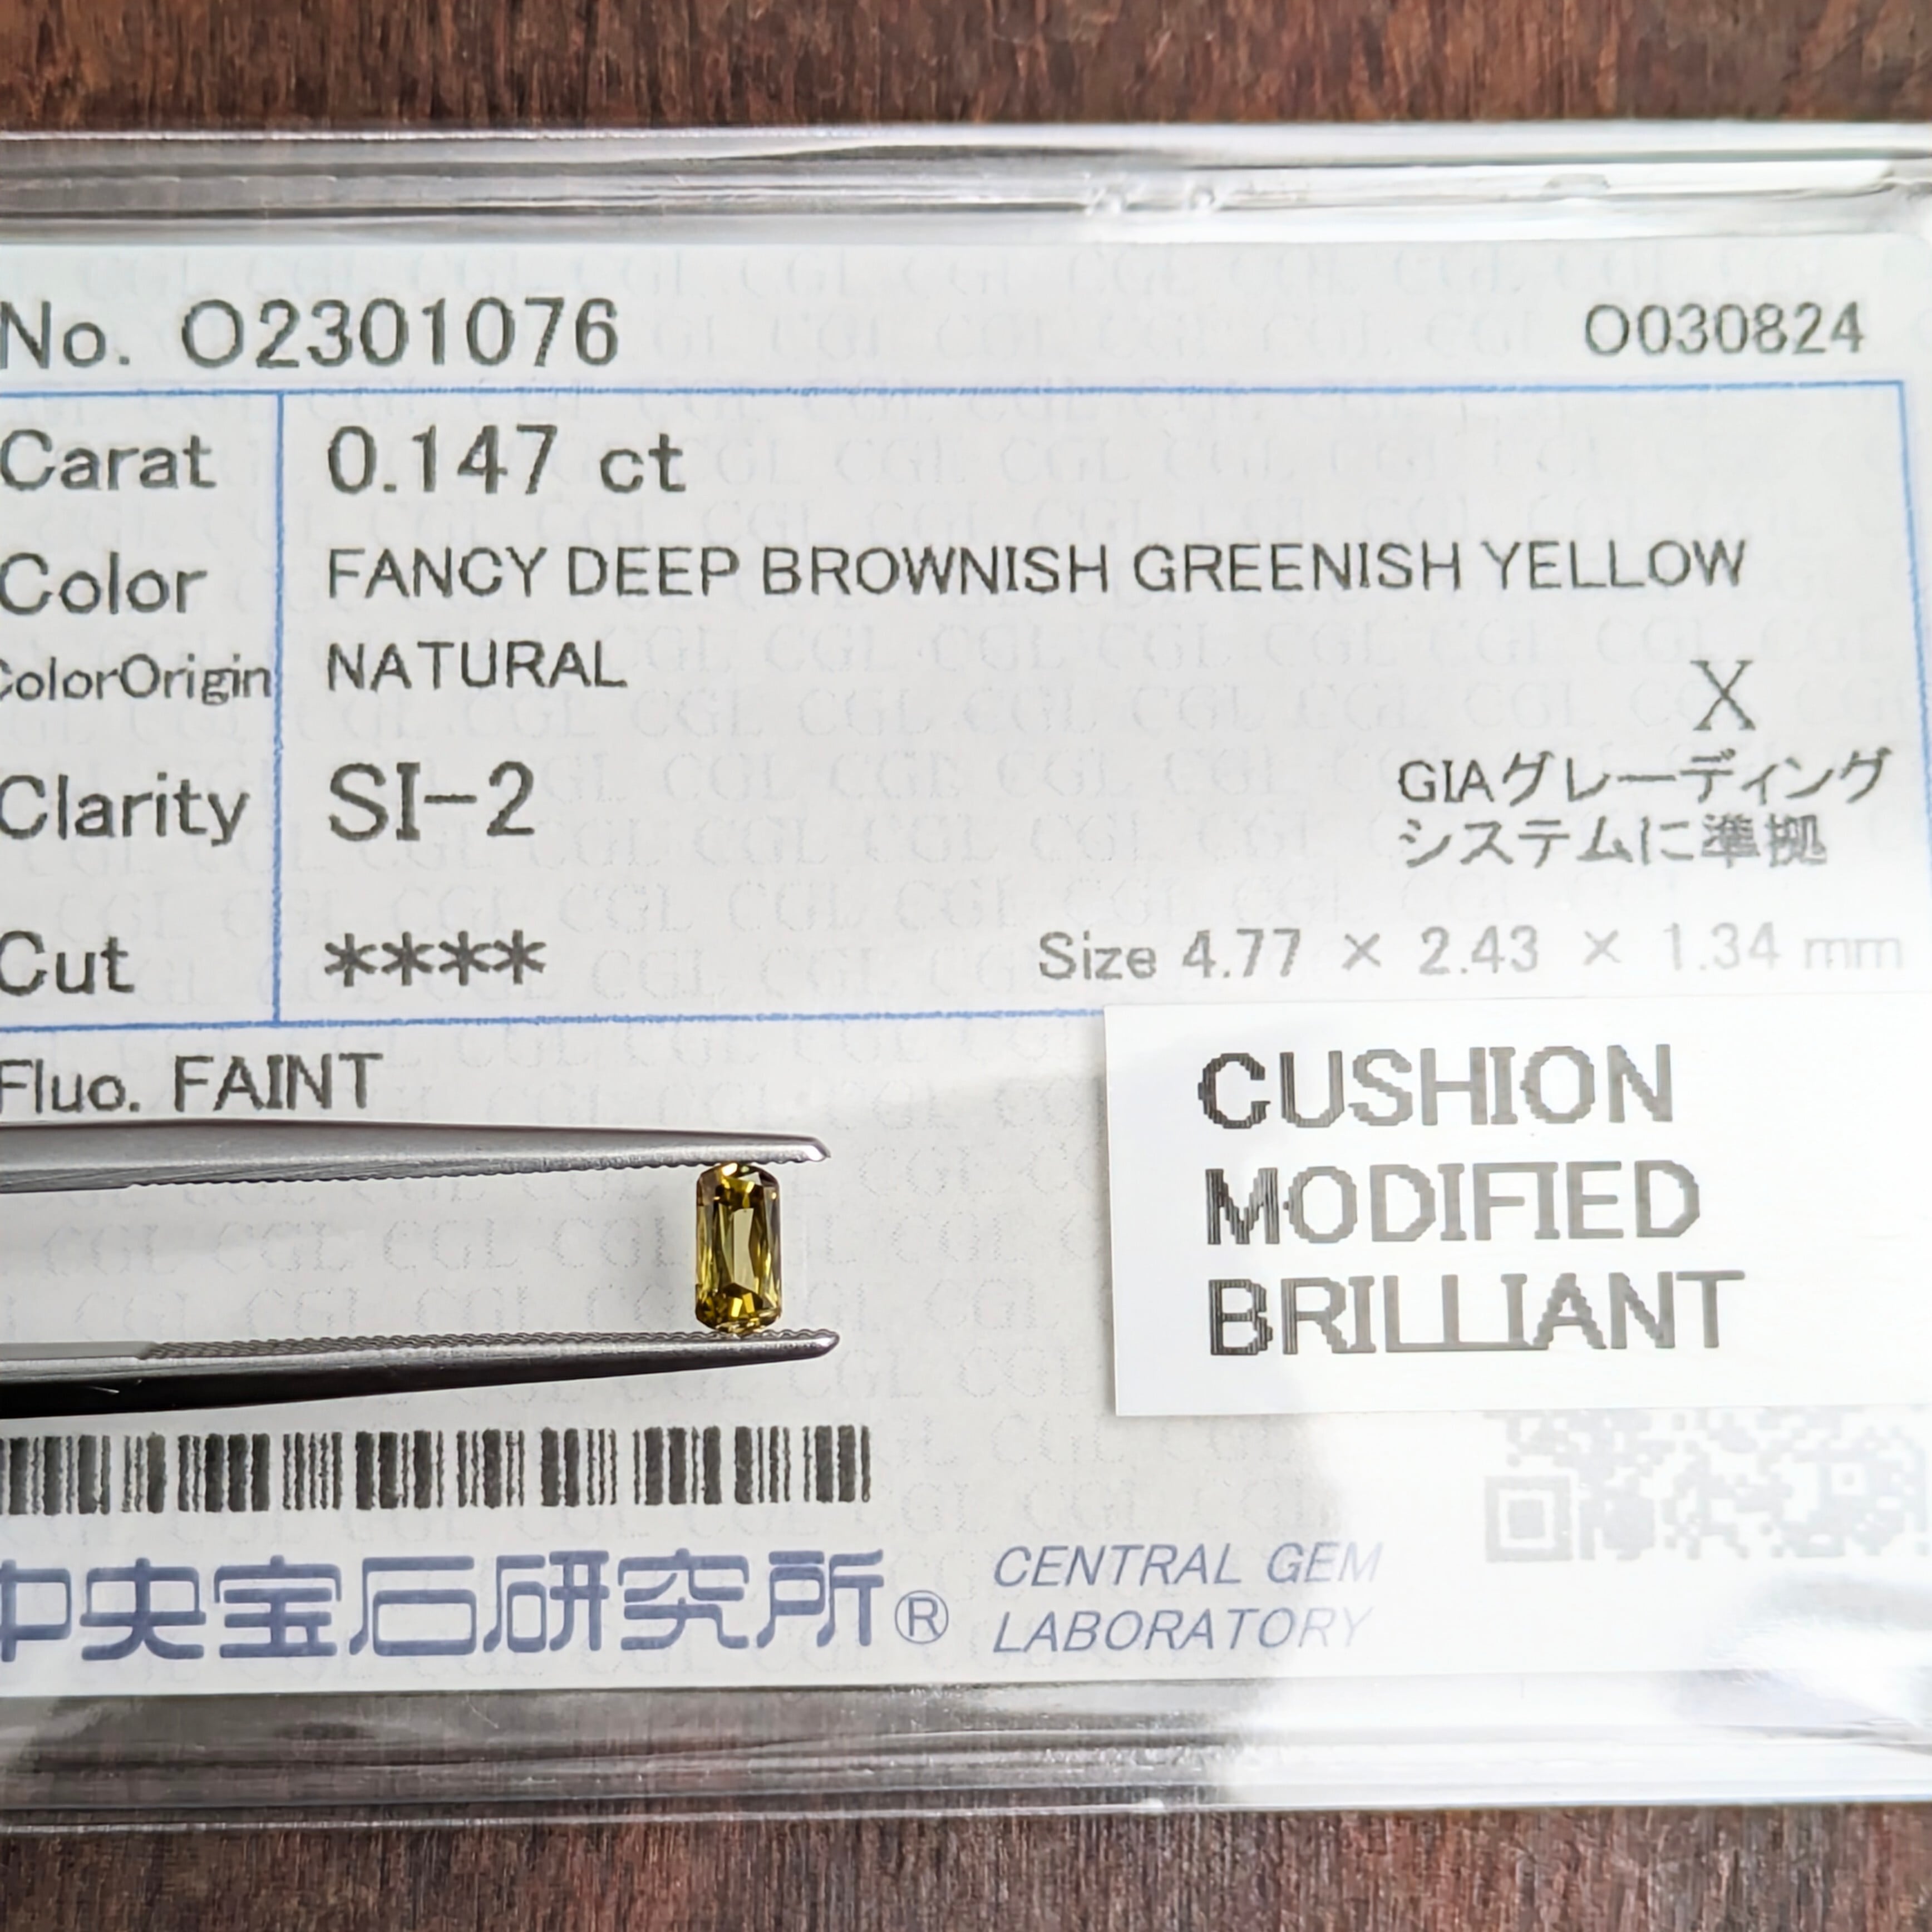 No. O2301076
O030824
Carat 0.147 ct
Color FANCY DEEP BROWNISH GREENISH YELLOW
ColorOrigin NATURAL
X
Clarity SI-2
GIAグレーディング
システムに準拠
Cut ****
Size 4.77 × 2.43 × 1.34 mm
Fluo. FAINT
CUSHION
MODIFIED
BRILLIANT
中央宝石研究所® CENTRAL GEM
LABORATORY